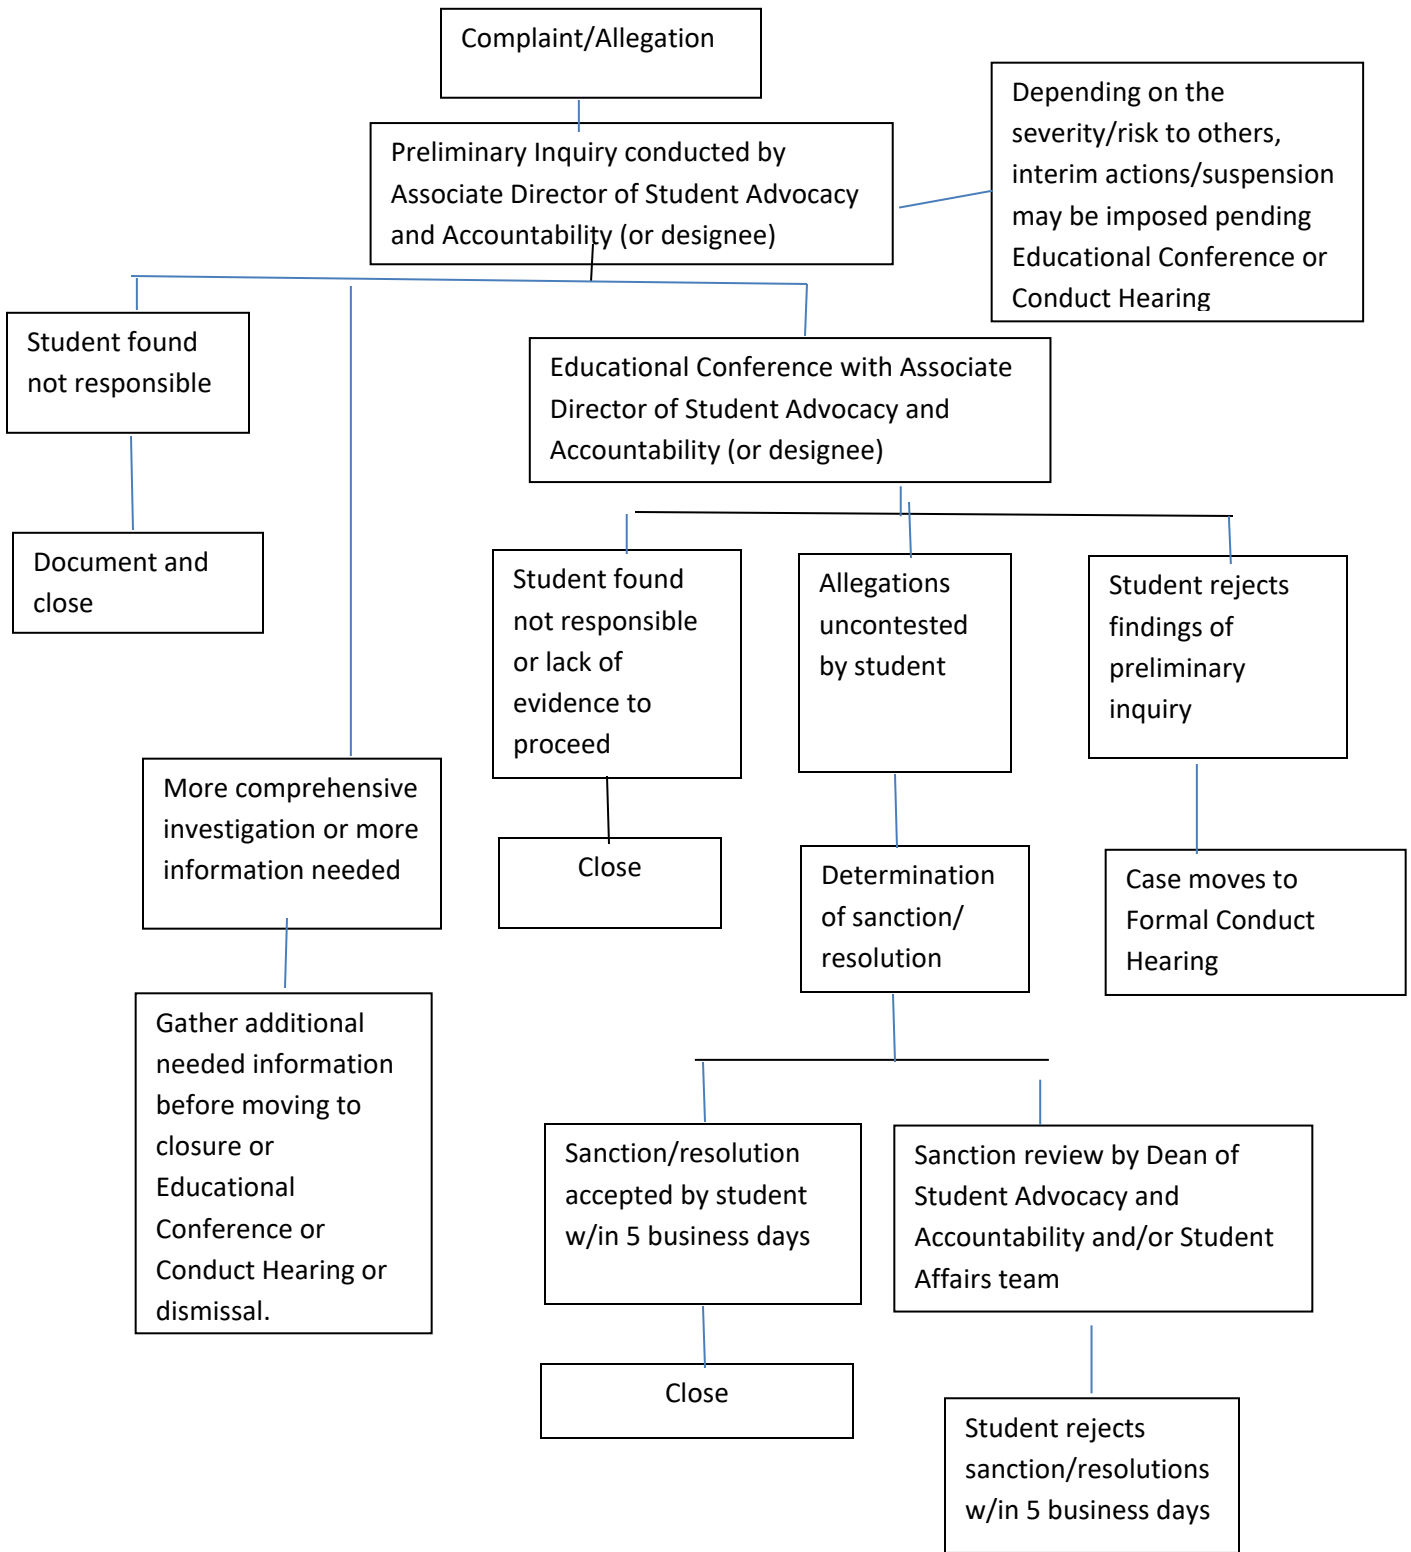 Complaint/Allegation
Preliminary Inquiry conducted by
Associate Director of Student Advocacy
and Accountability (or designee)
Depending on the
severity/risk to others,
interim actions/suspension
may be imposed pending
Educational Conference or
Conduct Hearing
Student found
not responsible
Document and
close
More comprehensive
investigation or more
information needed
Gather additional
needed information
before moving to
closure or
Educational
Conference or
Conduct Hearing or
dismissal.
Educational Conference with Associate
Director of Student Advocacy and
Accountability (or designee)
Student found
not responsible
or lack of
evidence to
proceed
Close
Allegations
uncontested
by student
Determination
of sanction/
resolution
Student rejects
findings of
preliminary
inquiry
Case moves to
Formal Conduct
Hearing
Sanction/resolution
accepted by student
w/in 5 business days
Close
Sanction review by Dean of
Student Advocacy and
Accountability and/or Student
Affairs team
Student rejects
sanction/resolutions
w/in 5 business days